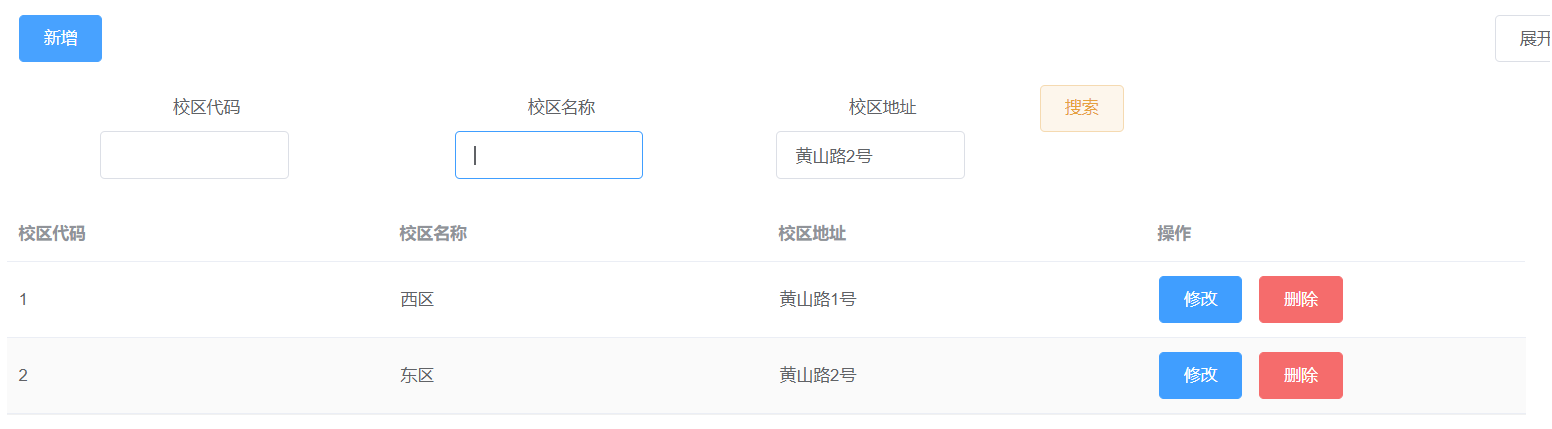 新增
展开
校区代码 校区名称 校区地址 搜索
黄山路2号
校区代码 校区名称 校区地址 操作
1 西区 黄山路1号 修改 删除
2 东区 黄山路2号 修改 删除